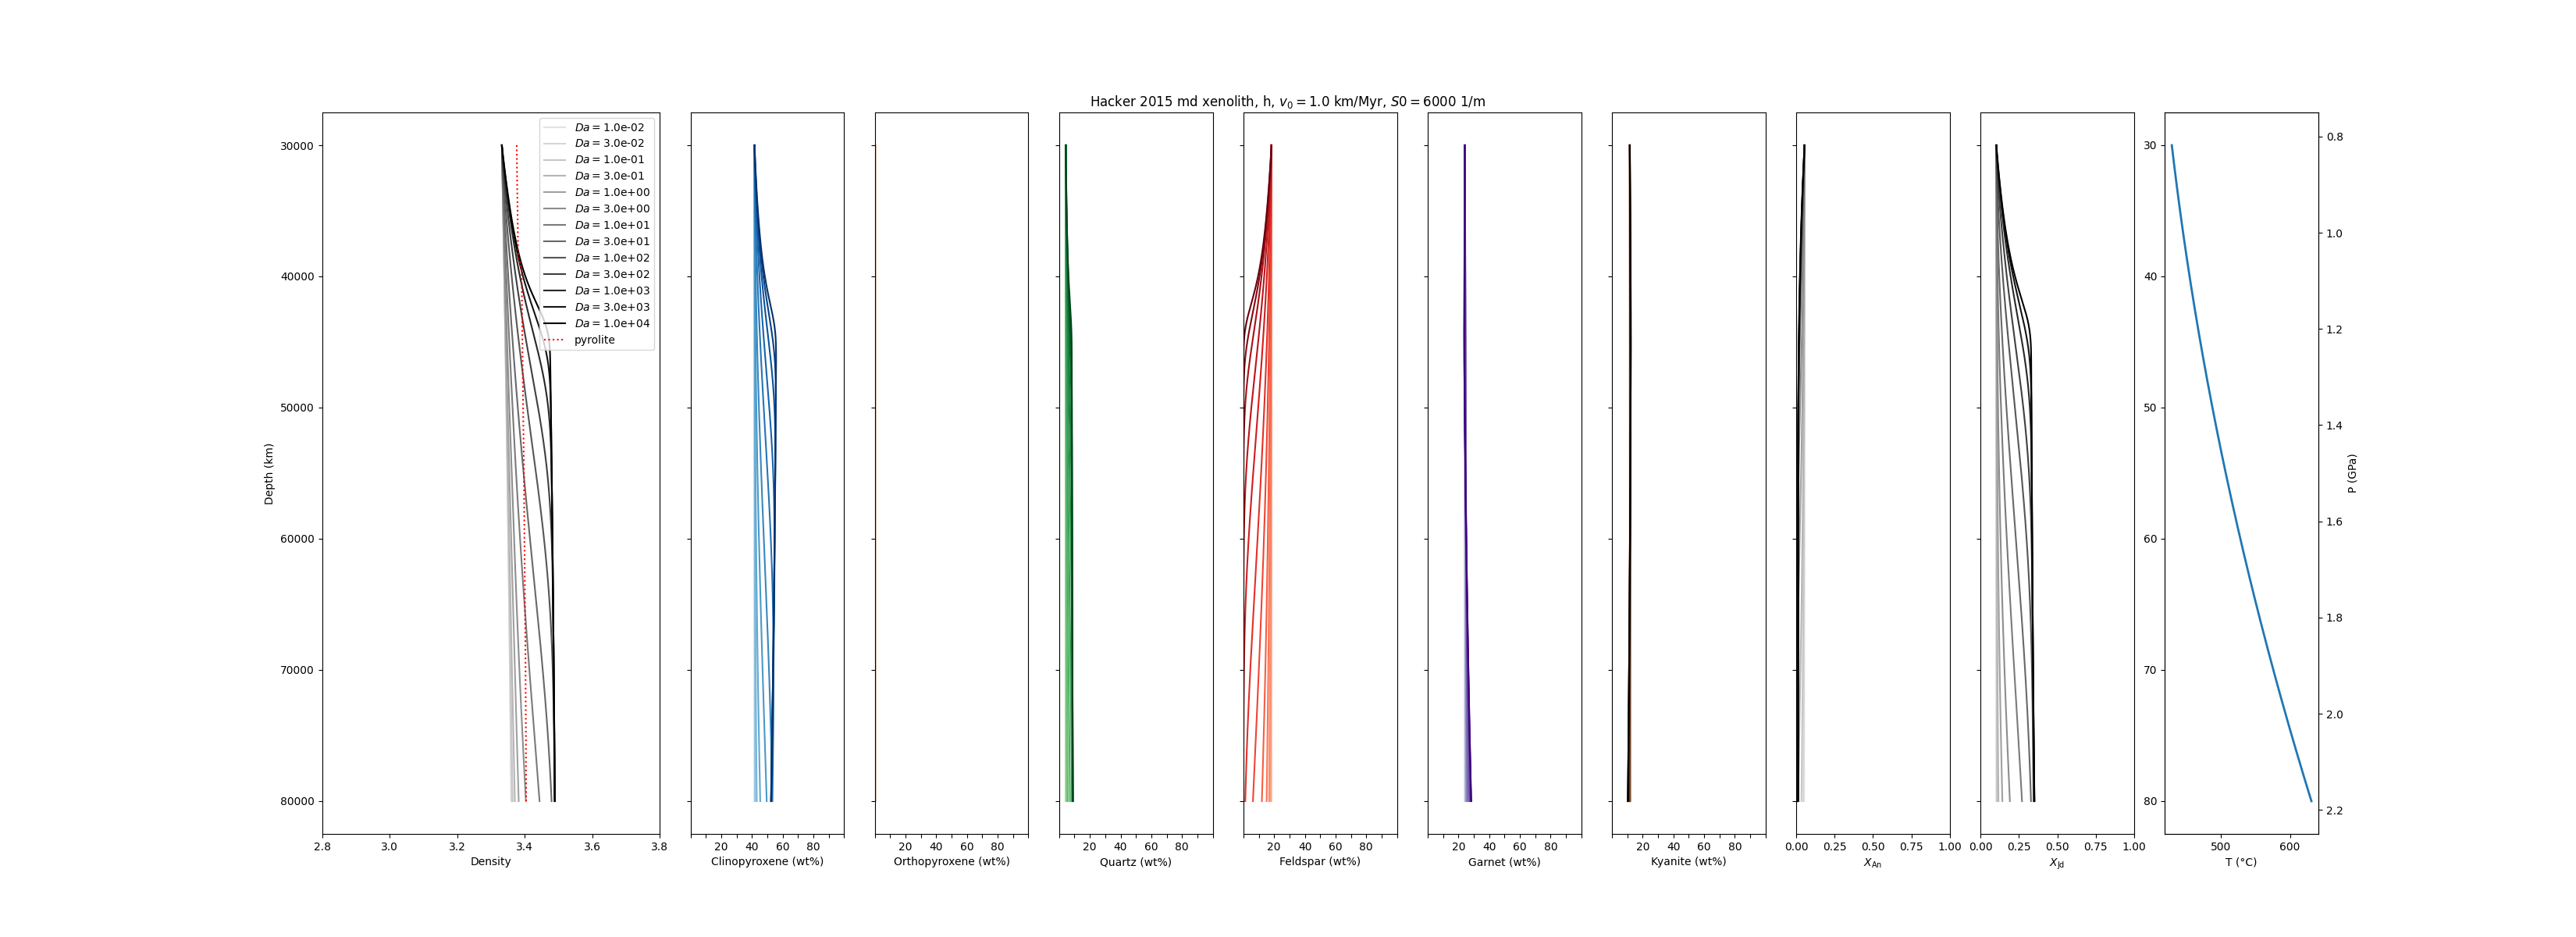 Hacker 2015 md xenolith, h, v₀ = 1.0 km/Myr, S0 = 6000 1/m
Da = 1.0e-02
Da = 3.0e-02
Da = 1.0e-01
Da = 3.0e-01
Da = 1.0e+00
Da = 3.0e+00
Da = 1.0e+01
Da = 3.0e+01
Da = 1.0e+02
Da = 3.0e+02
Da = 1.0e+03
Da = 3.0e+03
Da = 1.0e+04
pyrolite
Depth (km)
30000
40000
50000
60000
70000
80000
2.8 3.0 3.2 3.4 3.6 3.8
Density
20 40 60 80
Clinopyroxene (wt%)
20 40 60 80
Orthopyroxene (wt%)
20 40 60 80
Quartz (wt%)
20 40 60 80
Feldspar (wt%)
20 40 60 80
Garnet (wt%)
20 40 60 80
Kyanite (wt%)
0.00 0.25 0.50 0.75 1.00
X_An
0.00 0.25 0.50 0.75 1.00
X_Jd
30
40
50
60
70
80
500 600
T (°C)
0.8
1.0
1.2
1.4
1.6
1.8
2.0
2.2
P (GPa)